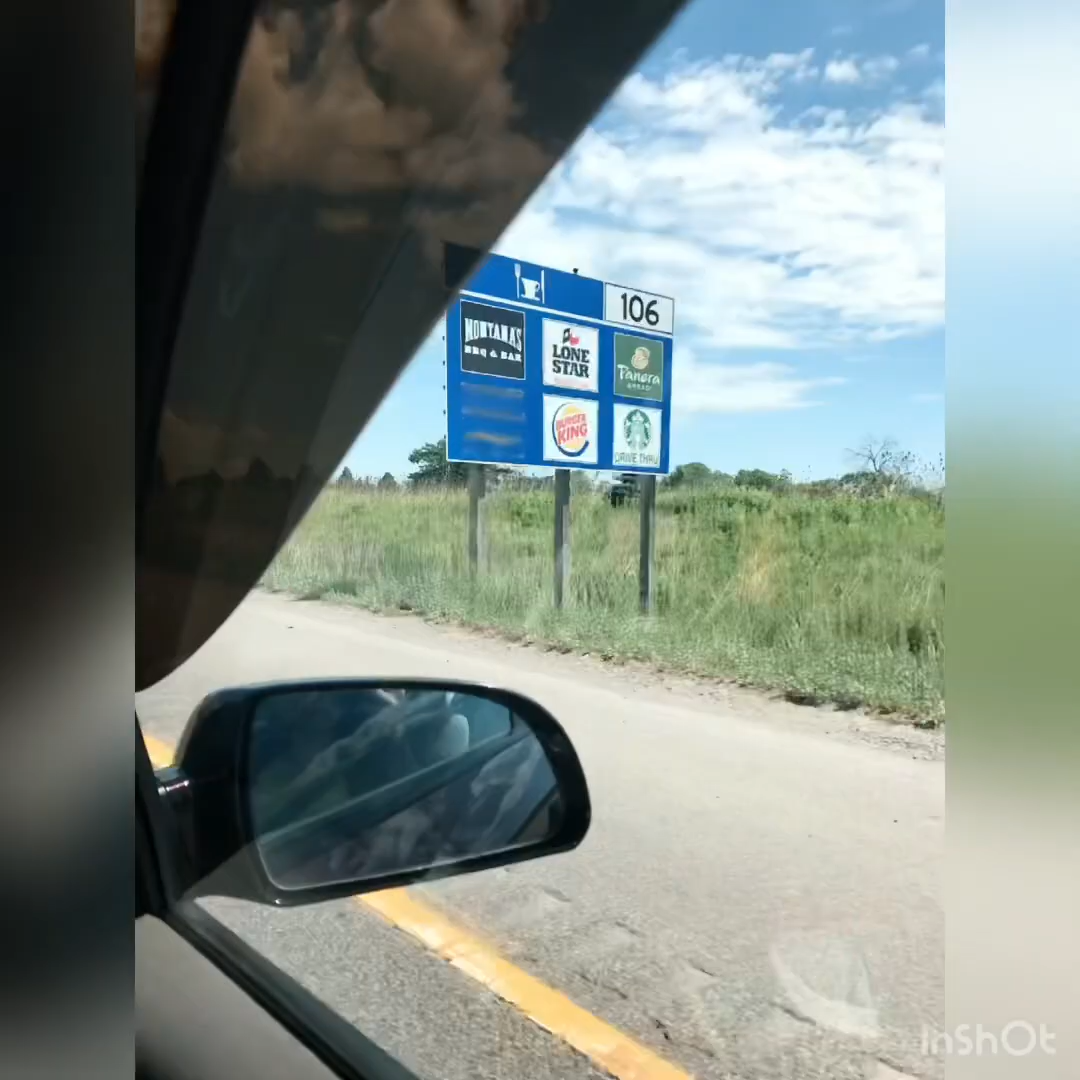 106
MONTANA'S
BBQ & BAR
LONE
STAR
Panera
BREAD
BURGER
KING
DRIVE THRU
InShOt